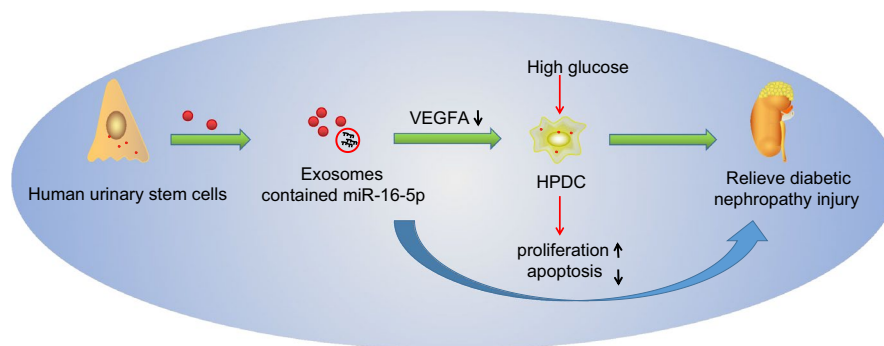 Human urinary stem cells
Exosomes
contained miR-16-5p
VEGFA ↓
High glucose
HPDC
proliferation ↑
apoptosis ↓
Relieve diabetic
nephropathy injury